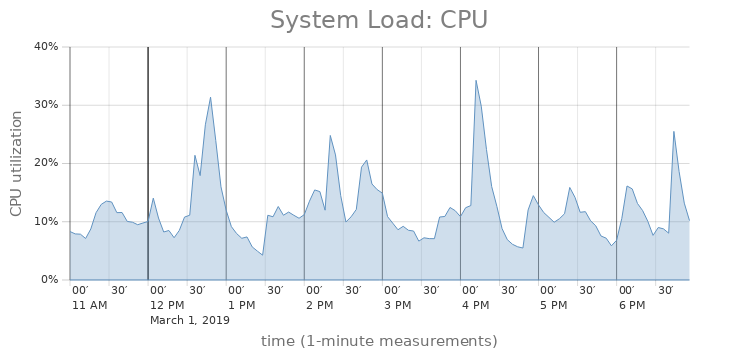 System Load: CPU
40%
30%
20%
10%
0%
CPU utilization
00′ 30′ 00′ 30′ 00′ 30′ 00′ 30′ 00′ 30′ 00′ 30′ 00′ 30′ 00′ 30′
11 AM 12 PM 1 PM 2 PM 3 PM 4 PM 5 PM 6 PM
March 1, 2019
time (1-minute measurements)